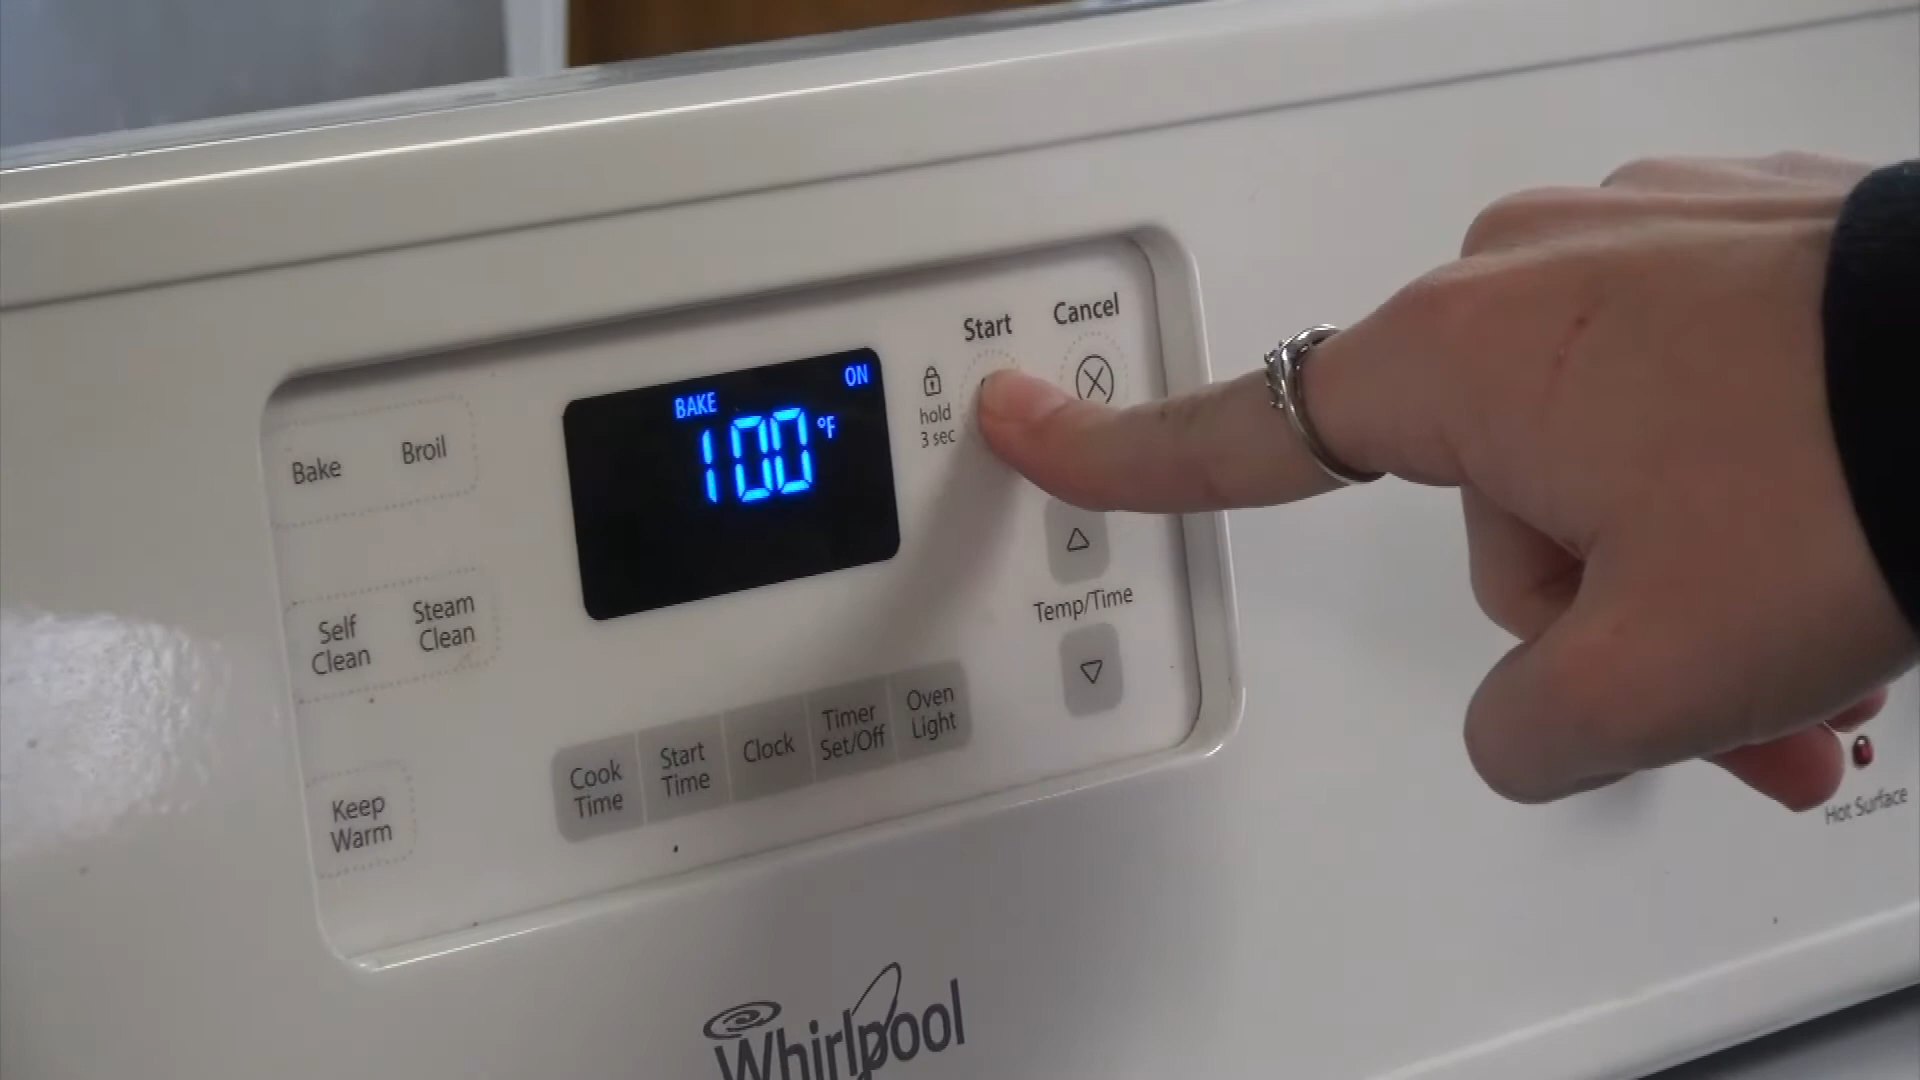 Start
Cancel
BAKE
ON
100 °F
hold
3 sec
Bake
Broil
Self
Clean
Steam
Clean
Temp/Time
Keep
Warm
Cook
Time
Start
Time
Clock
Timer
Set/Off
Oven
Light
Hot Surface
Whirlpool